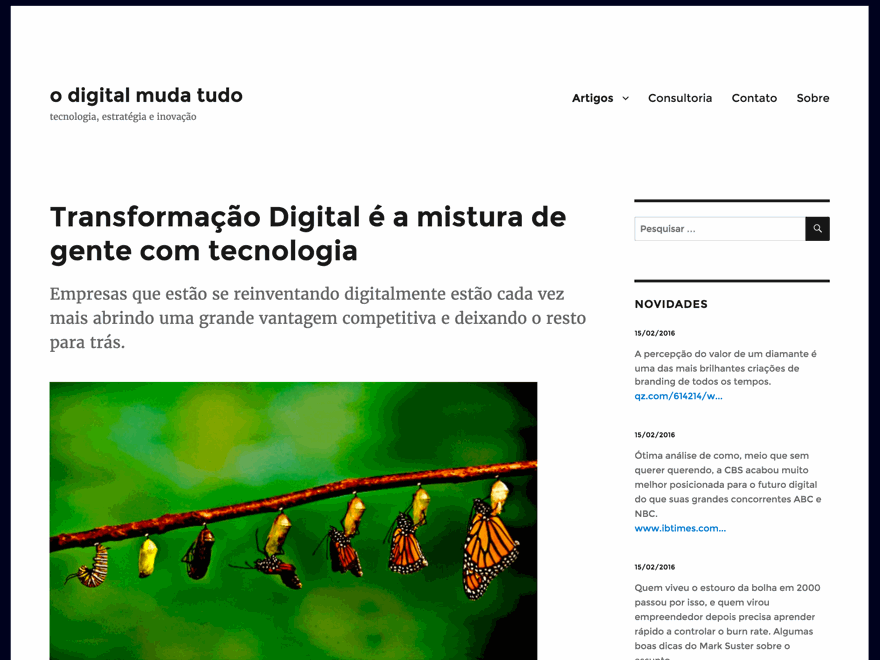 o digital muda tudo
tecnologia, estratégia e inovação
Artigos
Consultoria
Contato
Sobre
Transformação Digital é a mistura de
gente com tecnologia
Empresas que estão se reinventando digitalmente estão cada vez
mais abrindo uma grande vantagem competitiva e deixando o resto
para trás.
Pesquisar ...
NOVIDADES
15/02/2016
A percepção do valor de um diamante é
uma das mais brilhantes criações de
branding de todos os tempos.
qz.com/614214/w...
15/02/2016
Ótima análise de como, meio que sem
querer querendo, a CBS acabou muito
melhor posicionada para o futuro digital
do que suas grandes concorrentes ABC e
NBC.
www.ibtimes.com...
15/02/2016
Quem viveu o estouro da bolha em 2000
passou por isso, e quem virou
empreendedor depois precisa aprender
rápido a controlar o burn rate. Algumas
boas dicas do Mark Suster sobre o